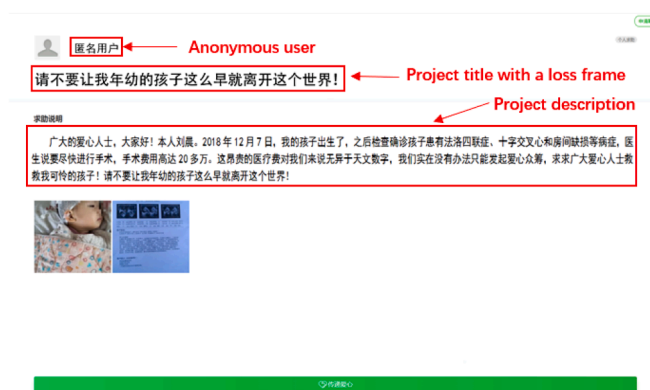 匿名用户
Anonymous user
请不要让我年幼的孩子这么早就离开这个世界！
Project title with a loss frame
Project description
求助说明
广大的爱心人士，大家好！本人刘晨。2018 年 12 月 7 日，我的孩子出生了，之后检查确诊孩子患有法洛四联症、十字交叉心和房间缺损等病症，医
生说要尽快进行手术，手术费用高达 20 多万。这昂贵的医疗费对我们来说无异于天文数字，我们实在没有办法只能发起爱心众筹，求求广大爱心人士救
救我可怜的孩子！请不要让我年幼的孩子这么早就离开这个世界！
传递爱心